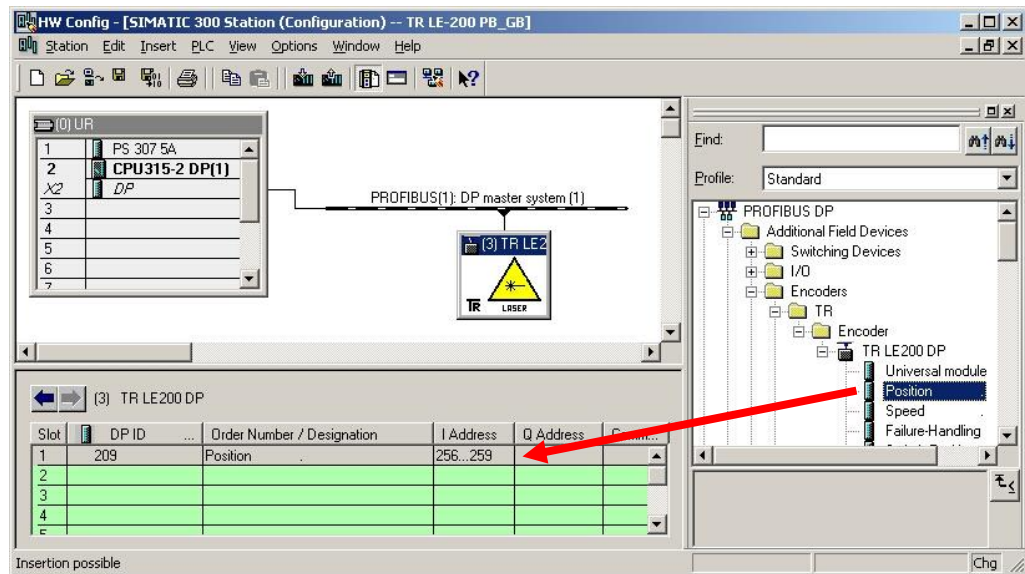 HW Config - [SIMATIC 300 Station (Configuration) -- TR LE-200 PB_GB]
Station Edit Insert PLC View Options Window Help
(0) UR
1 PS 307 5A
2 CPU315-2 DP(1)
X2 DP
3
4
5
6
7
PROFIBUS(1): DP master system (1)
(3) TR LE2
TR LASER
Find:
Profile: Standard
PROFIBUS DP
Additional Field Devices
Switching Devices
I/O
Encoders
TR
Encoder
TR LE200 DP
Universal module
Position
Speed .
Failure-Handling
(3) TR LE200 DP
Slot DP ID ... Order Number / Designation I Address Q Address
1 209 Position . 256...259
2
3
4
5
Insertion possible
Chg